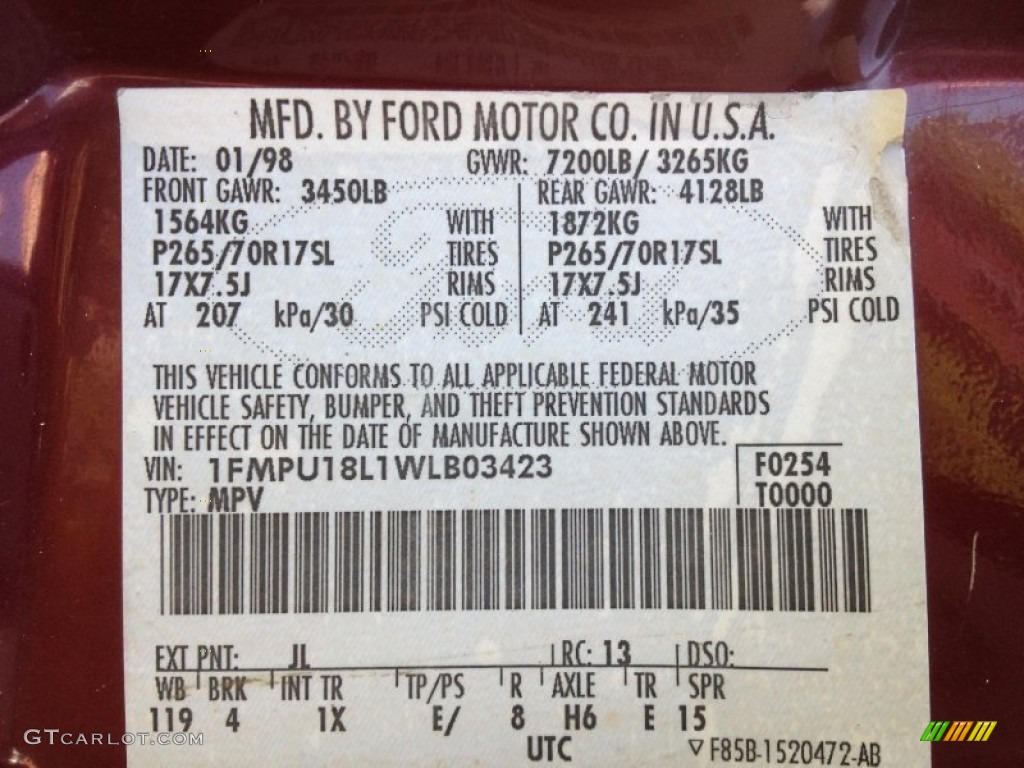 MFD. BY FORD MOTOR CO. IN U.S.A.
DATE: 01/98 GVWR: 7200LB/ 3265KG
FRONT GAWR: 3450LB REAR GAWR: 4128LB
1564KG WITH 1872KG WITH
P265/70R17SL TIRES P265/70R17SL TIRES
17X7.5J RIMS 17X7.5J RIMS
AT 207 kPa/30 PSI COLD AT 241 kPa/35 PSI COLD
THIS VEHICLE CONFORMS TO ALL APPLICABLE FEDERAL MOTOR
VEHICLE SAFETY, BUMPER, AND THEFT PREVENTION STANDARDS
IN EFFECT ON THE DATE OF MANUFACTURE SHOWN ABOVE.
VIN: 1FMPU18L1WLB03423 F0254
TYPE: MPV T0000
EXT PNT: JL RC: 13 DSO:
WB BRK INT TR TP/PS R AXLE TR SPR
119 4 1X E/ 8 H6 E 15
UTC F85B-1520472-AB
GTCARLOT.COM